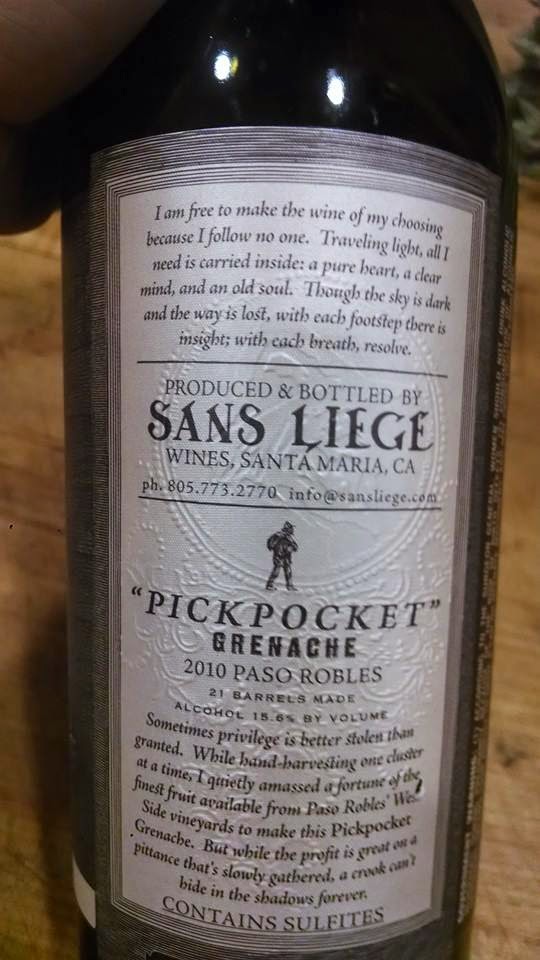 I am free to make the wine of my choosing
because I follow no one. Traveling light, all I
need is carried inside: a pure heart, a clear
mind, and an old soul. Though the sky is dark
and the way is lost, with each footstep there is
insight; with each breath, resolve.
PRODUCED & BOTTLED BY
SANS LIEGE
WINES, SANTA MARIA, CA
ph. 805.773.2770 info@sansliege.com
"PICKPOCKET"
GRENACHE
2010 PASO ROBLES
21 BARRELS MADE
ALCOHOL 15.6% BY VOLUME
Sometimes privilege is better stolen than
granted. While hand-harvesting one cluster
at a time, I quietly amassed a fortune of the
finest fruit available from Paso Robles' West
Side vineyards to make this Pickpocket
Grenache. But while the profit is great on a
pittance that's slowly gathered, a crook can't
hide in the shadows forever.
CONTAINS SULFITES